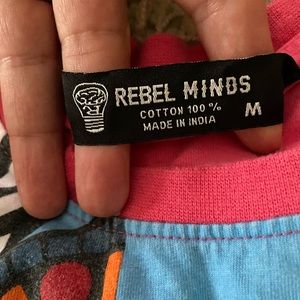 REBEL MINDS
COTTON 100 %
MADE IN INDIA
M